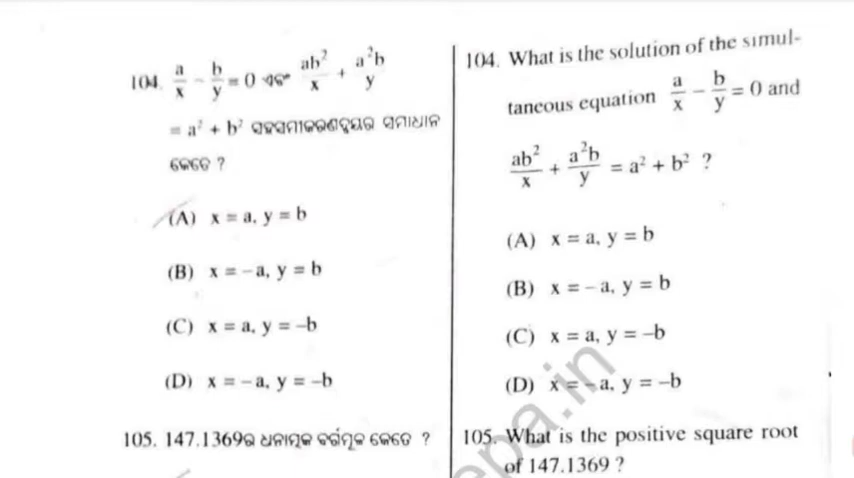 104. a/x − b/y = 0 ଏବଂ ab²/x + a²b/y
= a² + b² ସହସମୀକରଣଦ୍ୱୟର ସମାଧାନ
କେତେ ?
(A) x = a, y = b
(B) x = −a, y = b
(C) x = a, y = −b
(D) x = −a, y = −b
105. 147.1369ର ଧନାତ୍ମକ ବର୍ଗମୂଳ କେତେ ?
104. What is the solution of the simul-
taneous equation a/x − b/y = 0 and
ab²/x + a²b/y = a² + b² ?
(A) x = a, y = b
(B) x = − a, y = b
(C) x = a, y = −b
(D) x = − a, y = −b
105. What is the positive square root
of 147.1369 ?
epa.in